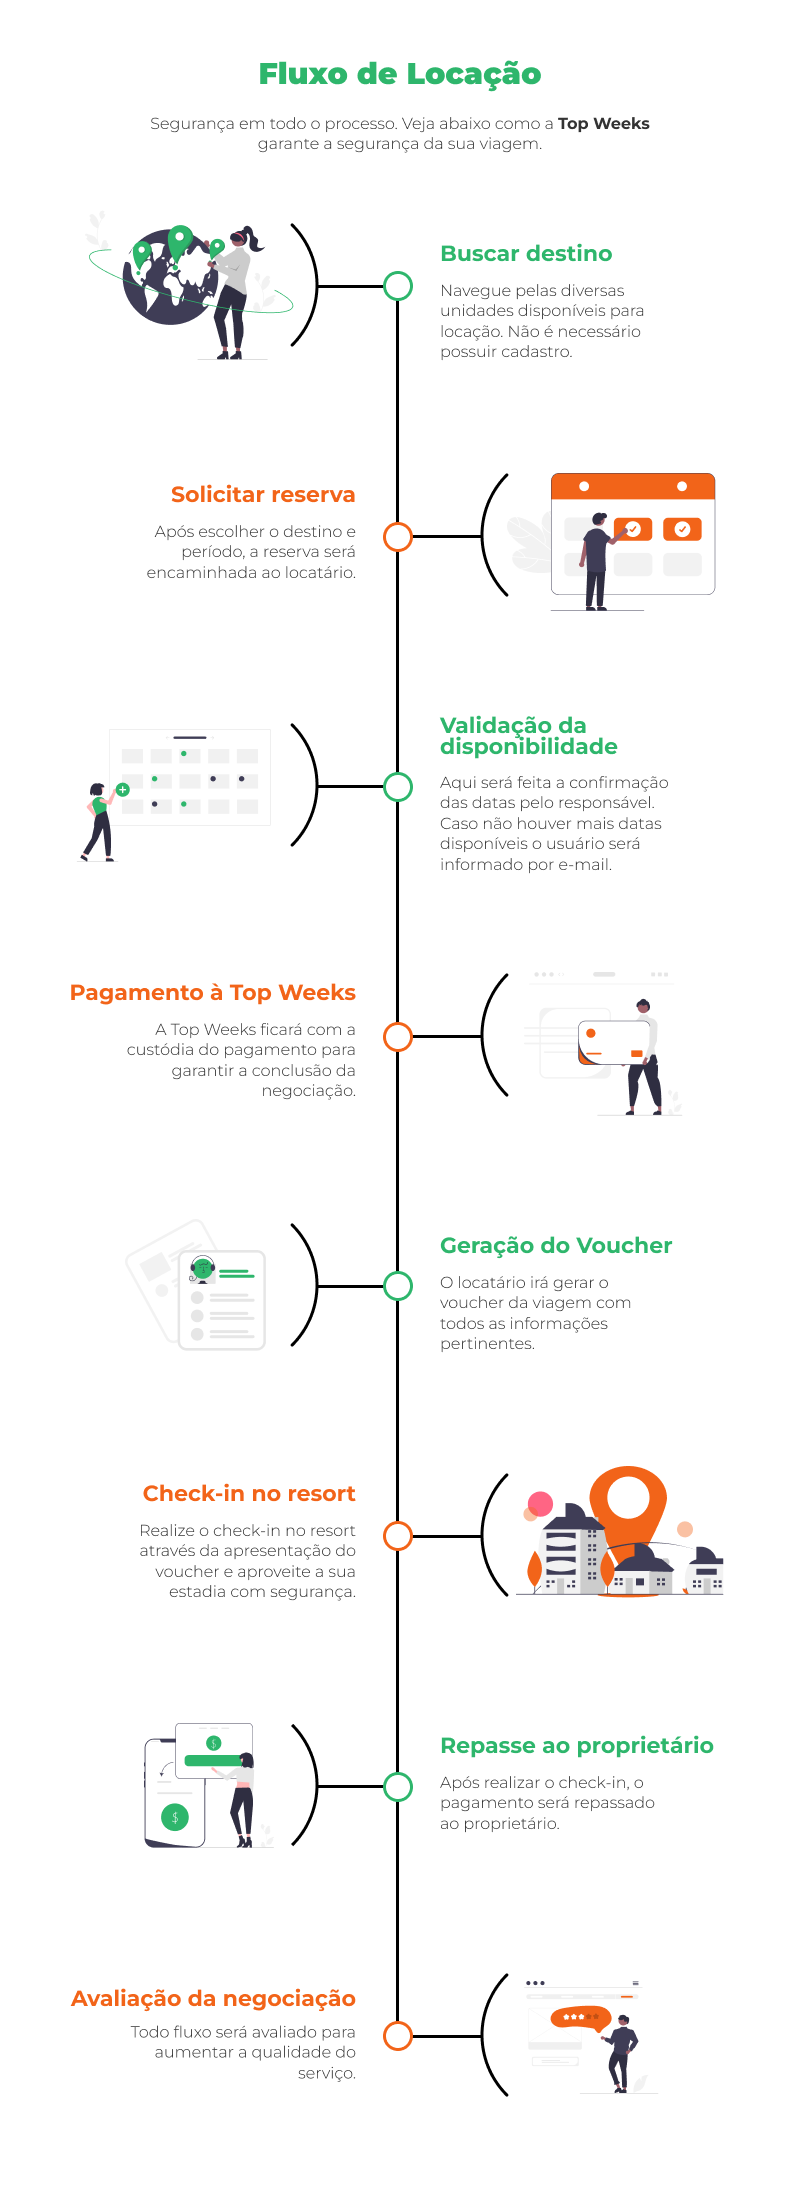 Fluxo de Locação
Segurança em todo o processo. Veja abaixo como a Top Weeks
garante a segurança da sua viagem.
Buscar destino
Navegue pelas diversas
unidades disponíveis para
locação. Não é necessário
possuir cadastro.
Solicitar reserva
Após escolher o destino e
período, a reserva será
encaminhada ao locatário.
Validação da
disponibilidade
Aqui será feita a confirmação
das datas pelo responsável.
Caso não houver mais datas
disponíveis o usuário será
informado por e-mail.
Pagamento à Top Weeks
A Top Weeks ficará com a
custódia do pagamento para
garantir a conclusão da
negociação.
Geração do Voucher
O locatário irá gerar o
voucher da viagem com
todos as informações
pertinentes.
Check-in no resort
Realize o check-in no resort
através da apresentação do
voucher e aproveite a sua
estadia com segurança.
$
$
Repasse ao proprietário
Após realizar o check-in, o
pagamento será repassado
ao proprietário.
Avaliação da negociação
Todo fluxo será avaliado para
aumentar a qualidade do
serviço.